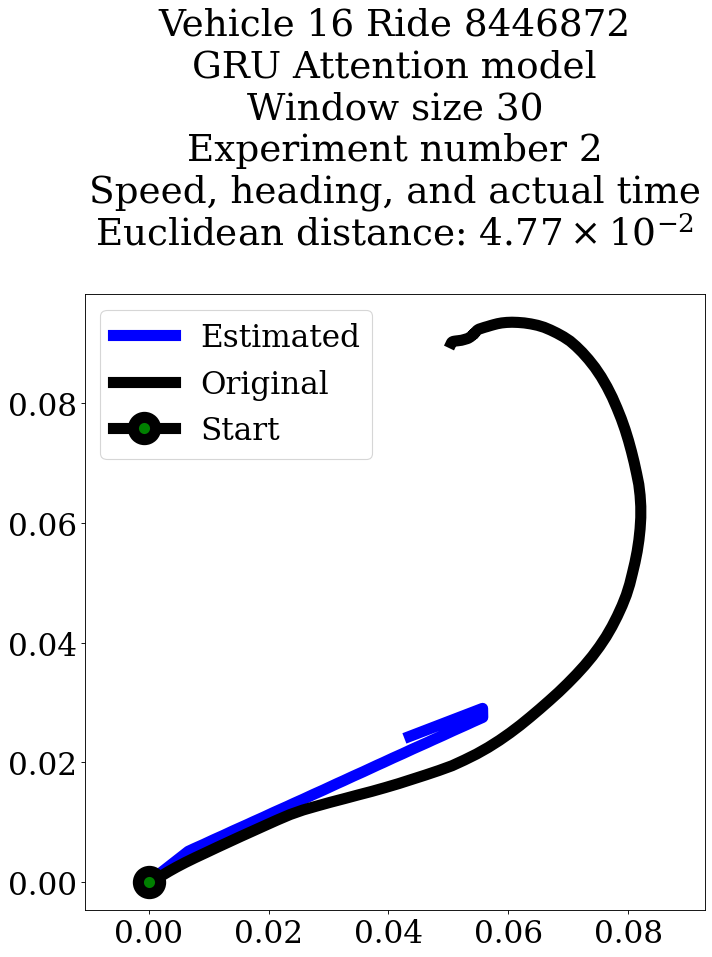 Vehicle 16 Ride 8446872
GRU Attention model
Window size 30
Experiment number 2
Speed, heading, and actual time
Euclidean distance: 4.77 × 10⁻²
Estimated
Original
Start
0.08
0.06
0.04
0.02
0.00
0.00 0.02 0.04 0.06 0.08